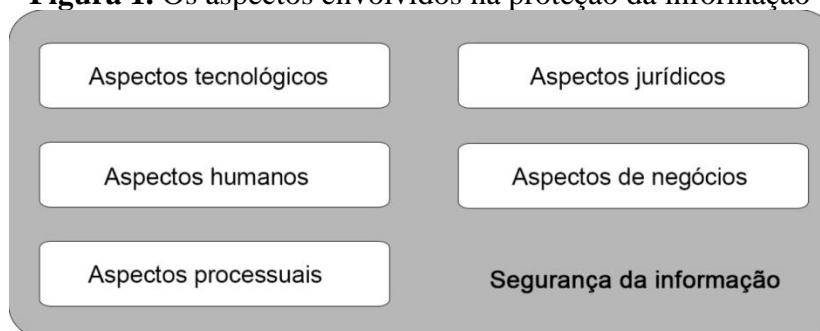 Figura 1. Os aspectos envolvidos na proteção da informação
Aspectos tecnológicos
Aspectos jurídicos
Aspectos humanos
Aspectos de negócios
Aspectos processuais
Segurança da informação